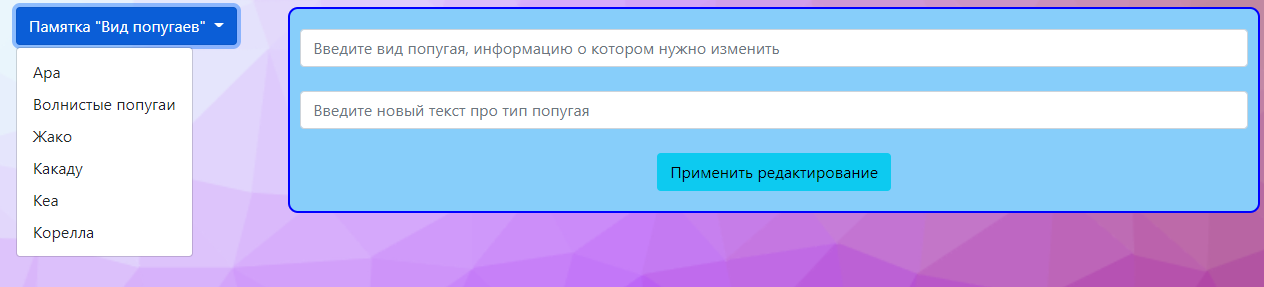 Памятка "Вид попугаев"
Ара
Волнистые попугаи
Жако
Какаду
Кеа
Корелла
Введите вид попугая, информацию о котором нужно изменить
Введите новый текст про тип попугая
Применить редактирование